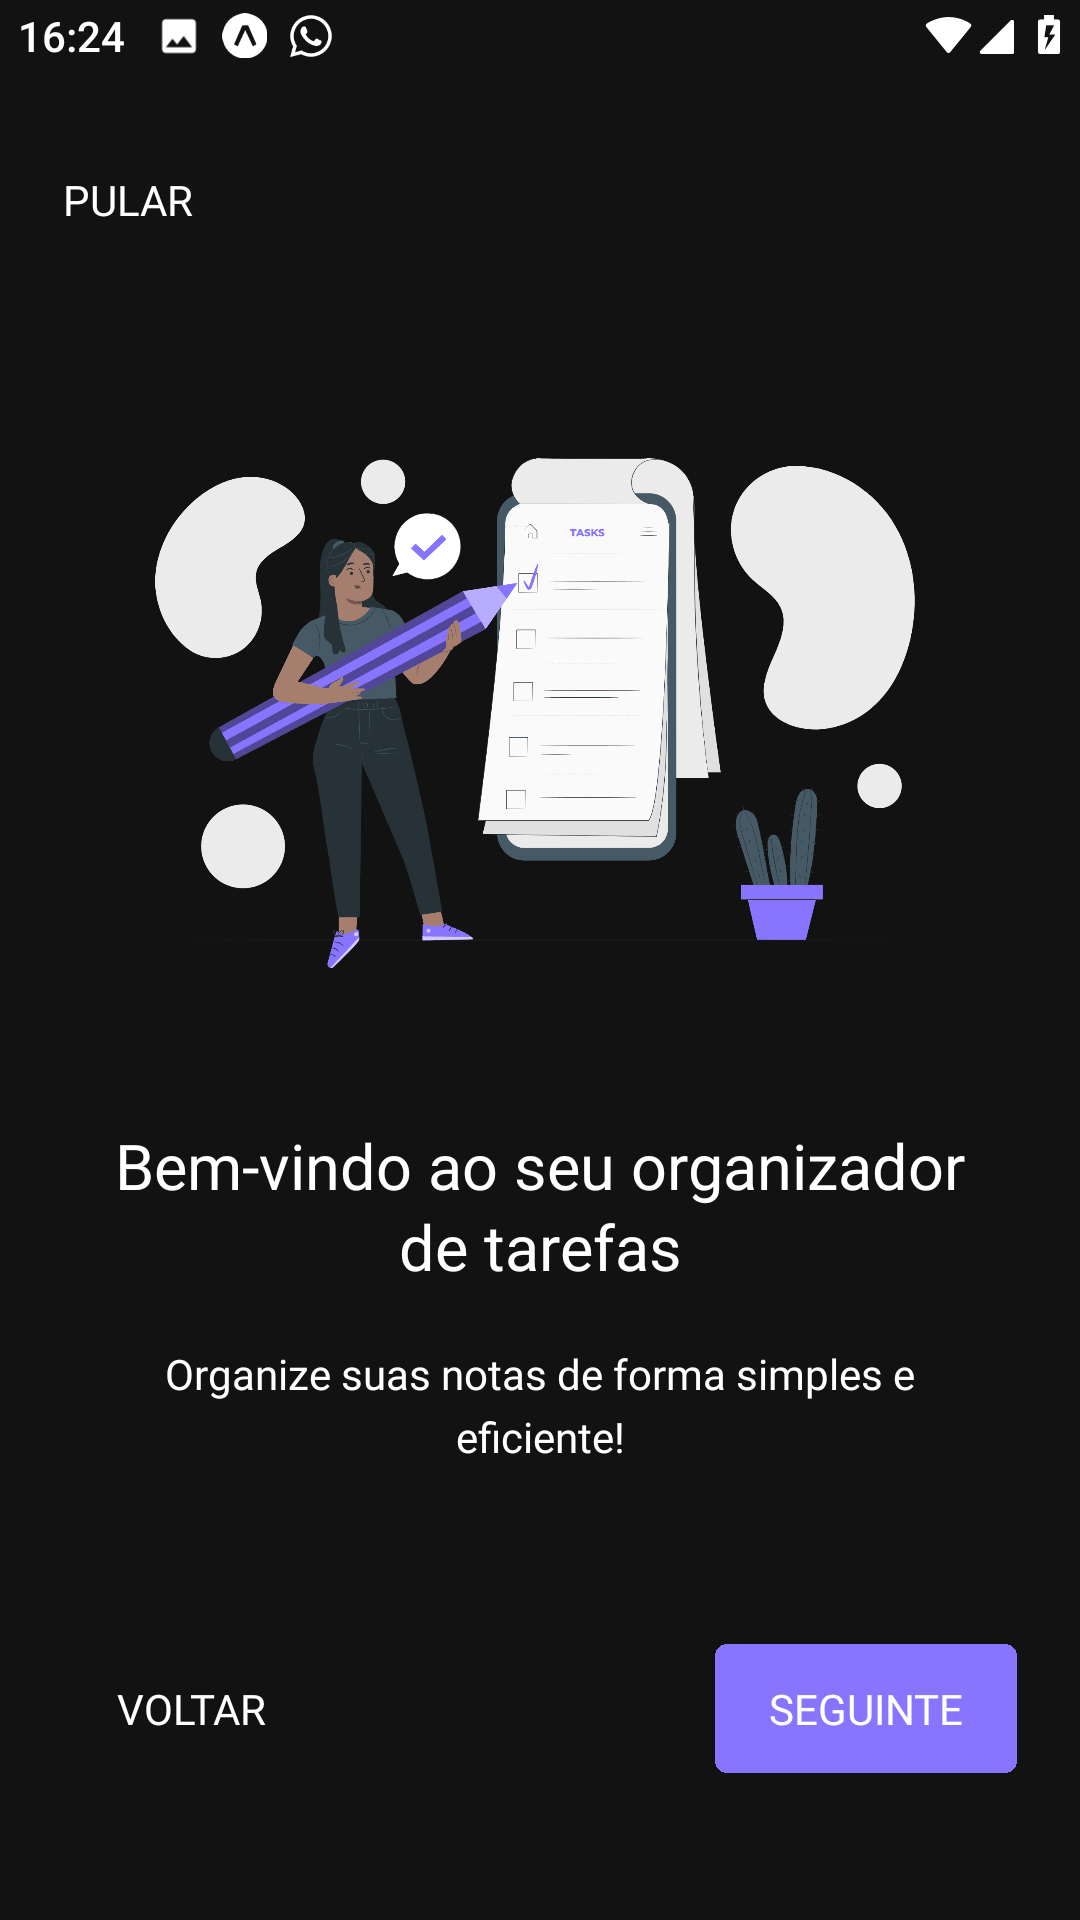 16:24
PULAR
TASKS
Bem-vindo ao seu organizador
de tarefas
Organize suas notas de forma simples e
eficiente!
VOLTAR
SEGUINTE